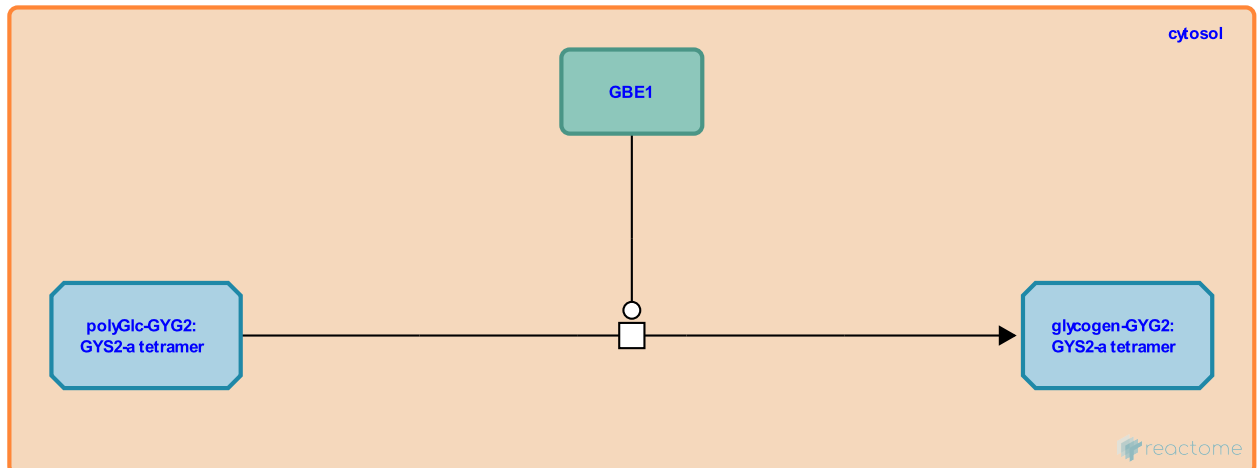 cytosol
GBE1
polyGlc-GYG2:
GYS2-a tetramer
glycogen-GYG2:
GYS2-a tetramer
reactome